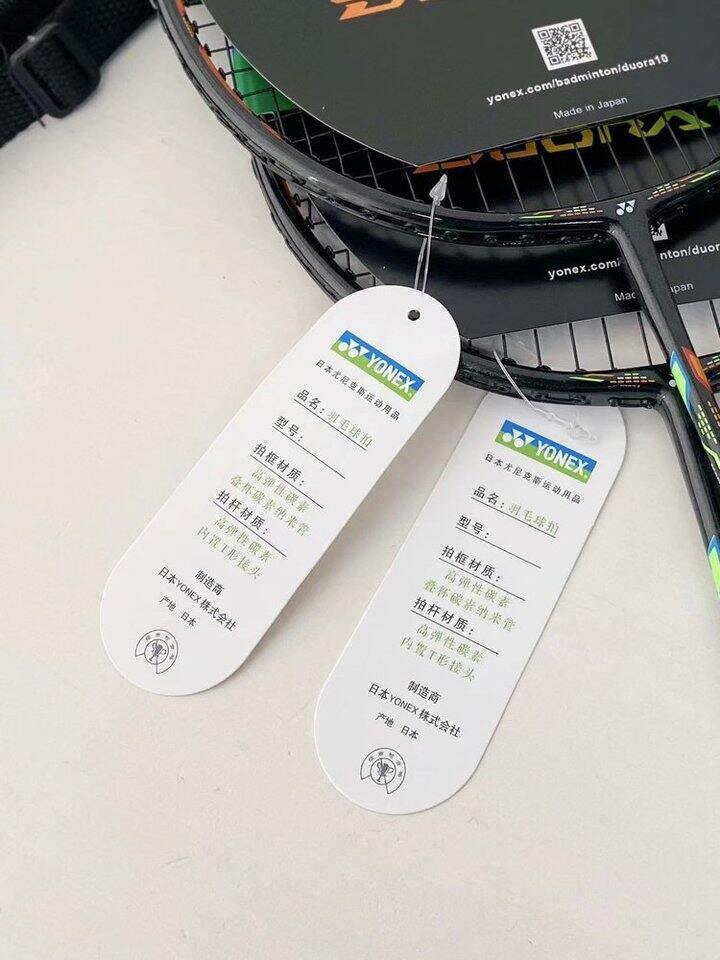 yonex.com/badminton/duora10
Made in Japan
yonex.com
nton/duor
Mad
apan
YONEX
日本尤尼克斯运动用品
品名：羽毛球拍
型号：
拍框材质：
高弹性碳素
叠杯碳素纳米管
拍杆材质：
高弹性碳素
内置T形接头
制造商
日本YONEX株式会社
产地 日本
YONEX
日本尤尼克斯运动用品
品名：羽毛球拍
型号：
拍框材质：
高弹性碳素
叠杯碳素纳米管
拍杆材质：
高弹性碳素
内置T形接头
制造商
日本YONEX株式会社
产地 日本